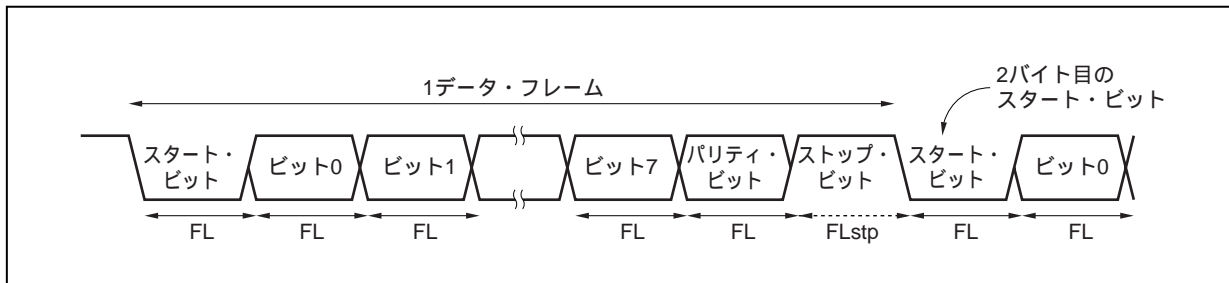 1データ・フレーム
2バイト目の
スタート・ビット
スタート・
ビット
ビット0
ビット1
ビット7
パリティ・
ビット
ストップ・
ビット
スタート・
ビット
ビット0
FL
FL
FL
FL
FL
FLstp
FL
FL